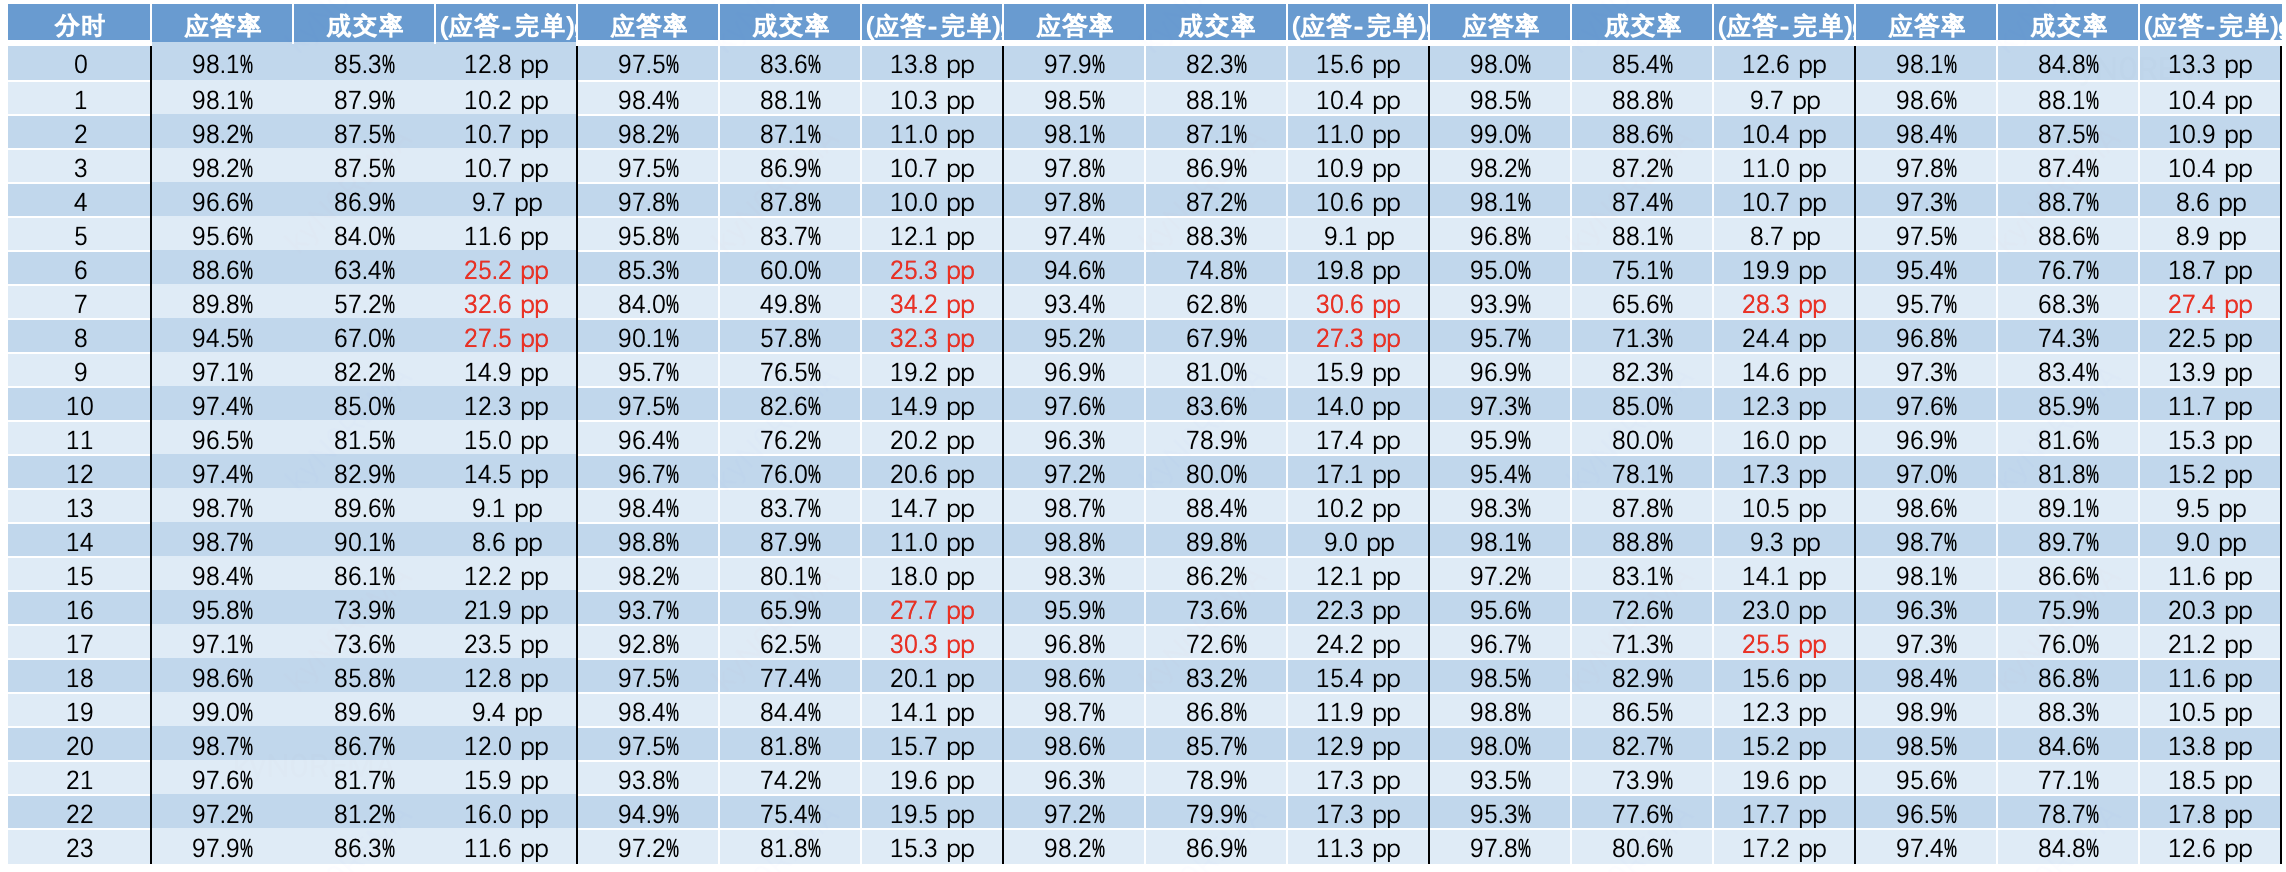 分时 应答率 成交率 (应答-完单) 应答率 成交率 (应答-完单) 应答率 成交率 (应答-完单) 应答率 成交率 (应答-完单) 应答率 成交率 (应答-完单)
0 98.1% 85.3% 12.8 pp 97.5% 83.6% 13.8 pp 97.9% 82.3% 15.6 pp 98.0% 85.4% 12.6 pp 98.1% 84.8% 13.3 pp
1 98.1% 87.9% 10.2 pp 98.4% 88.1% 10.3 pp 98.5% 88.1% 10.4 pp 98.5% 88.8% 9.7 pp 98.6% 88.1% 10.4 pp
2 98.2% 87.5% 10.7 pp 98.2% 87.1% 11.0 pp 98.1% 87.1% 11.0 pp 99.0% 88.6% 10.4 pp 98.4% 87.5% 10.9 pp
3 98.2% 87.5% 10.7 pp 97.5% 86.9% 10.7 pp 97.8% 86.9% 10.9 pp 98.2% 87.2% 11.0 pp 97.8% 87.4% 10.4 pp
4 96.6% 86.9% 9.7 pp 97.8% 87.8% 10.0 pp 97.8% 87.2% 10.6 pp 98.1% 87.4% 10.7 pp 97.3% 88.7% 8.6 pp
5 95.6% 84.0% 11.6 pp 95.8% 83.7% 12.1 pp 97.4% 88.3% 9.1 pp 96.8% 88.1% 8.7 pp 97.5% 88.6% 8.9 pp
6 88.6% 63.4% 25.2 pp 85.3% 60.0% 25.3 pp 94.6% 74.8% 19.8 pp 95.0% 75.1% 19.9 pp 95.4% 76.7% 18.7 pp
7 89.8% 57.2% 32.6 pp 84.0% 49.8% 34.2 pp 93.4% 62.8% 30.6 pp 93.9% 65.6% 28.3 pp 95.7% 68.3% 27.4 pp
8 94.5% 67.0% 27.5 pp 90.1% 57.8% 32.3 pp 95.2% 67.9% 27.3 pp 95.7% 71.3% 24.4 pp 96.8% 74.3% 22.5 pp
9 97.1% 82.2% 14.9 pp 95.7% 76.5% 19.2 pp 96.9% 81.0% 15.9 pp 96.9% 82.3% 14.6 pp 97.3% 83.4% 13.9 pp
10 97.4% 85.0% 12.3 pp 97.5% 82.6% 14.9 pp 97.6% 83.6% 14.0 pp 97.3% 85.0% 12.3 pp 97.6% 85.9% 11.7 pp
11 96.5% 81.5% 15.0 pp 96.4% 76.2% 20.2 pp 96.3% 78.9% 17.4 pp 95.9% 80.0% 16.0 pp 96.9% 81.6% 15.3 pp
12 97.4% 82.9% 14.5 pp 96.7% 76.0% 20.6 pp 97.2% 80.0% 17.1 pp 95.4% 78.1% 17.3 pp 97.0% 81.8% 15.2 pp
13 98.7% 89.6% 9.1 pp 98.4% 83.7% 14.7 pp 98.7% 88.4% 10.2 pp 98.3% 87.8% 10.5 pp 98.6% 89.1% 9.5 pp
14 98.7% 90.1% 8.6 pp 98.8% 87.9% 11.0 pp 98.8% 89.8% 9.0 pp 98.1% 88.8% 9.3 pp 98.7% 89.7% 9.0 pp
15 98.4% 86.1% 12.2 pp 98.2% 80.1% 18.0 pp 98.3% 86.2% 12.1 pp 97.2% 83.1% 14.1 pp 98.1% 86.6% 11.6 pp
16 95.8% 73.9% 21.9 pp 93.7% 65.9% 27.7 pp 95.9% 73.6% 22.3 pp 95.6% 72.6% 23.0 pp 96.3% 75.9% 20.3 pp
17 97.1% 73.6% 23.5 pp 92.8% 62.5% 30.3 pp 96.8% 72.6% 24.2 pp 96.7% 71.3% 25.5 pp 97.3% 76.0% 21.2 pp
18 98.6% 85.8% 12.8 pp 97.5% 77.4% 20.1 pp 98.6% 83.2% 15.4 pp 98.5% 82.9% 15.6 pp 98.4% 86.8% 11.6 pp
19 99.0% 89.6% 9.4 pp 98.4% 84.4% 14.1 pp 98.7% 86.8% 11.9 pp 98.8% 86.5% 12.3 pp 98.9% 88.3% 10.5 pp
20 98.7% 86.7% 12.0 pp 97.5% 81.8% 15.7 pp 98.6% 85.7% 12.9 pp 98.0% 82.7% 15.2 pp 98.5% 84.6% 13.8 pp
21 97.6% 81.7% 15.9 pp 93.8% 74.2% 19.6 pp 96.3% 78.9% 17.3 pp 93.5% 73.9% 19.6 pp 95.6% 77.1% 18.5 pp
22 97.2% 81.2% 16.0 pp 94.9% 75.4% 19.5 pp 97.2% 79.9% 17.3 pp 95.3% 77.6% 17.7 pp 96.5% 78.7% 17.8 pp
23 97.9% 86.3% 11.6 pp 97.2% 81.8% 15.3 pp 98.2% 86.9% 11.3 pp 97.8% 80.6% 17.2 pp 97.4% 84.8% 12.6 pp